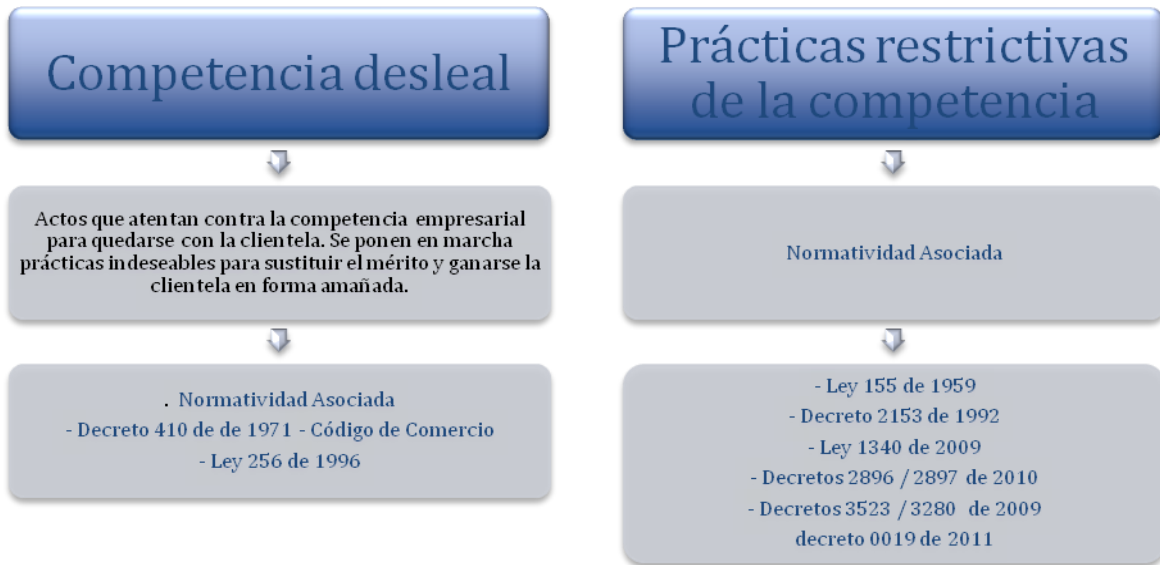 Competencia desleal
Actos que atentan contra la competencia empresarial
para quedarse con la clientela. Se ponen en marcha
prácticas indeseables para sustituir el mérito y ganarse la
clientela en forma amañada.
. Normatividad Asociada
- Decreto 410 de de 1971 - Código de Comercio
- Ley 256 de 1996
Prácticas restrictivas
de la competencia
Normatividad Asociada
- Ley 155 de 1959
- Decreto 2153 de 1992
- Ley 1340 de 2009
- Decretos 2896 / 2897 de 2010
- Decretos 3523 / 3280 de 2009
decreto 0019 de 2011